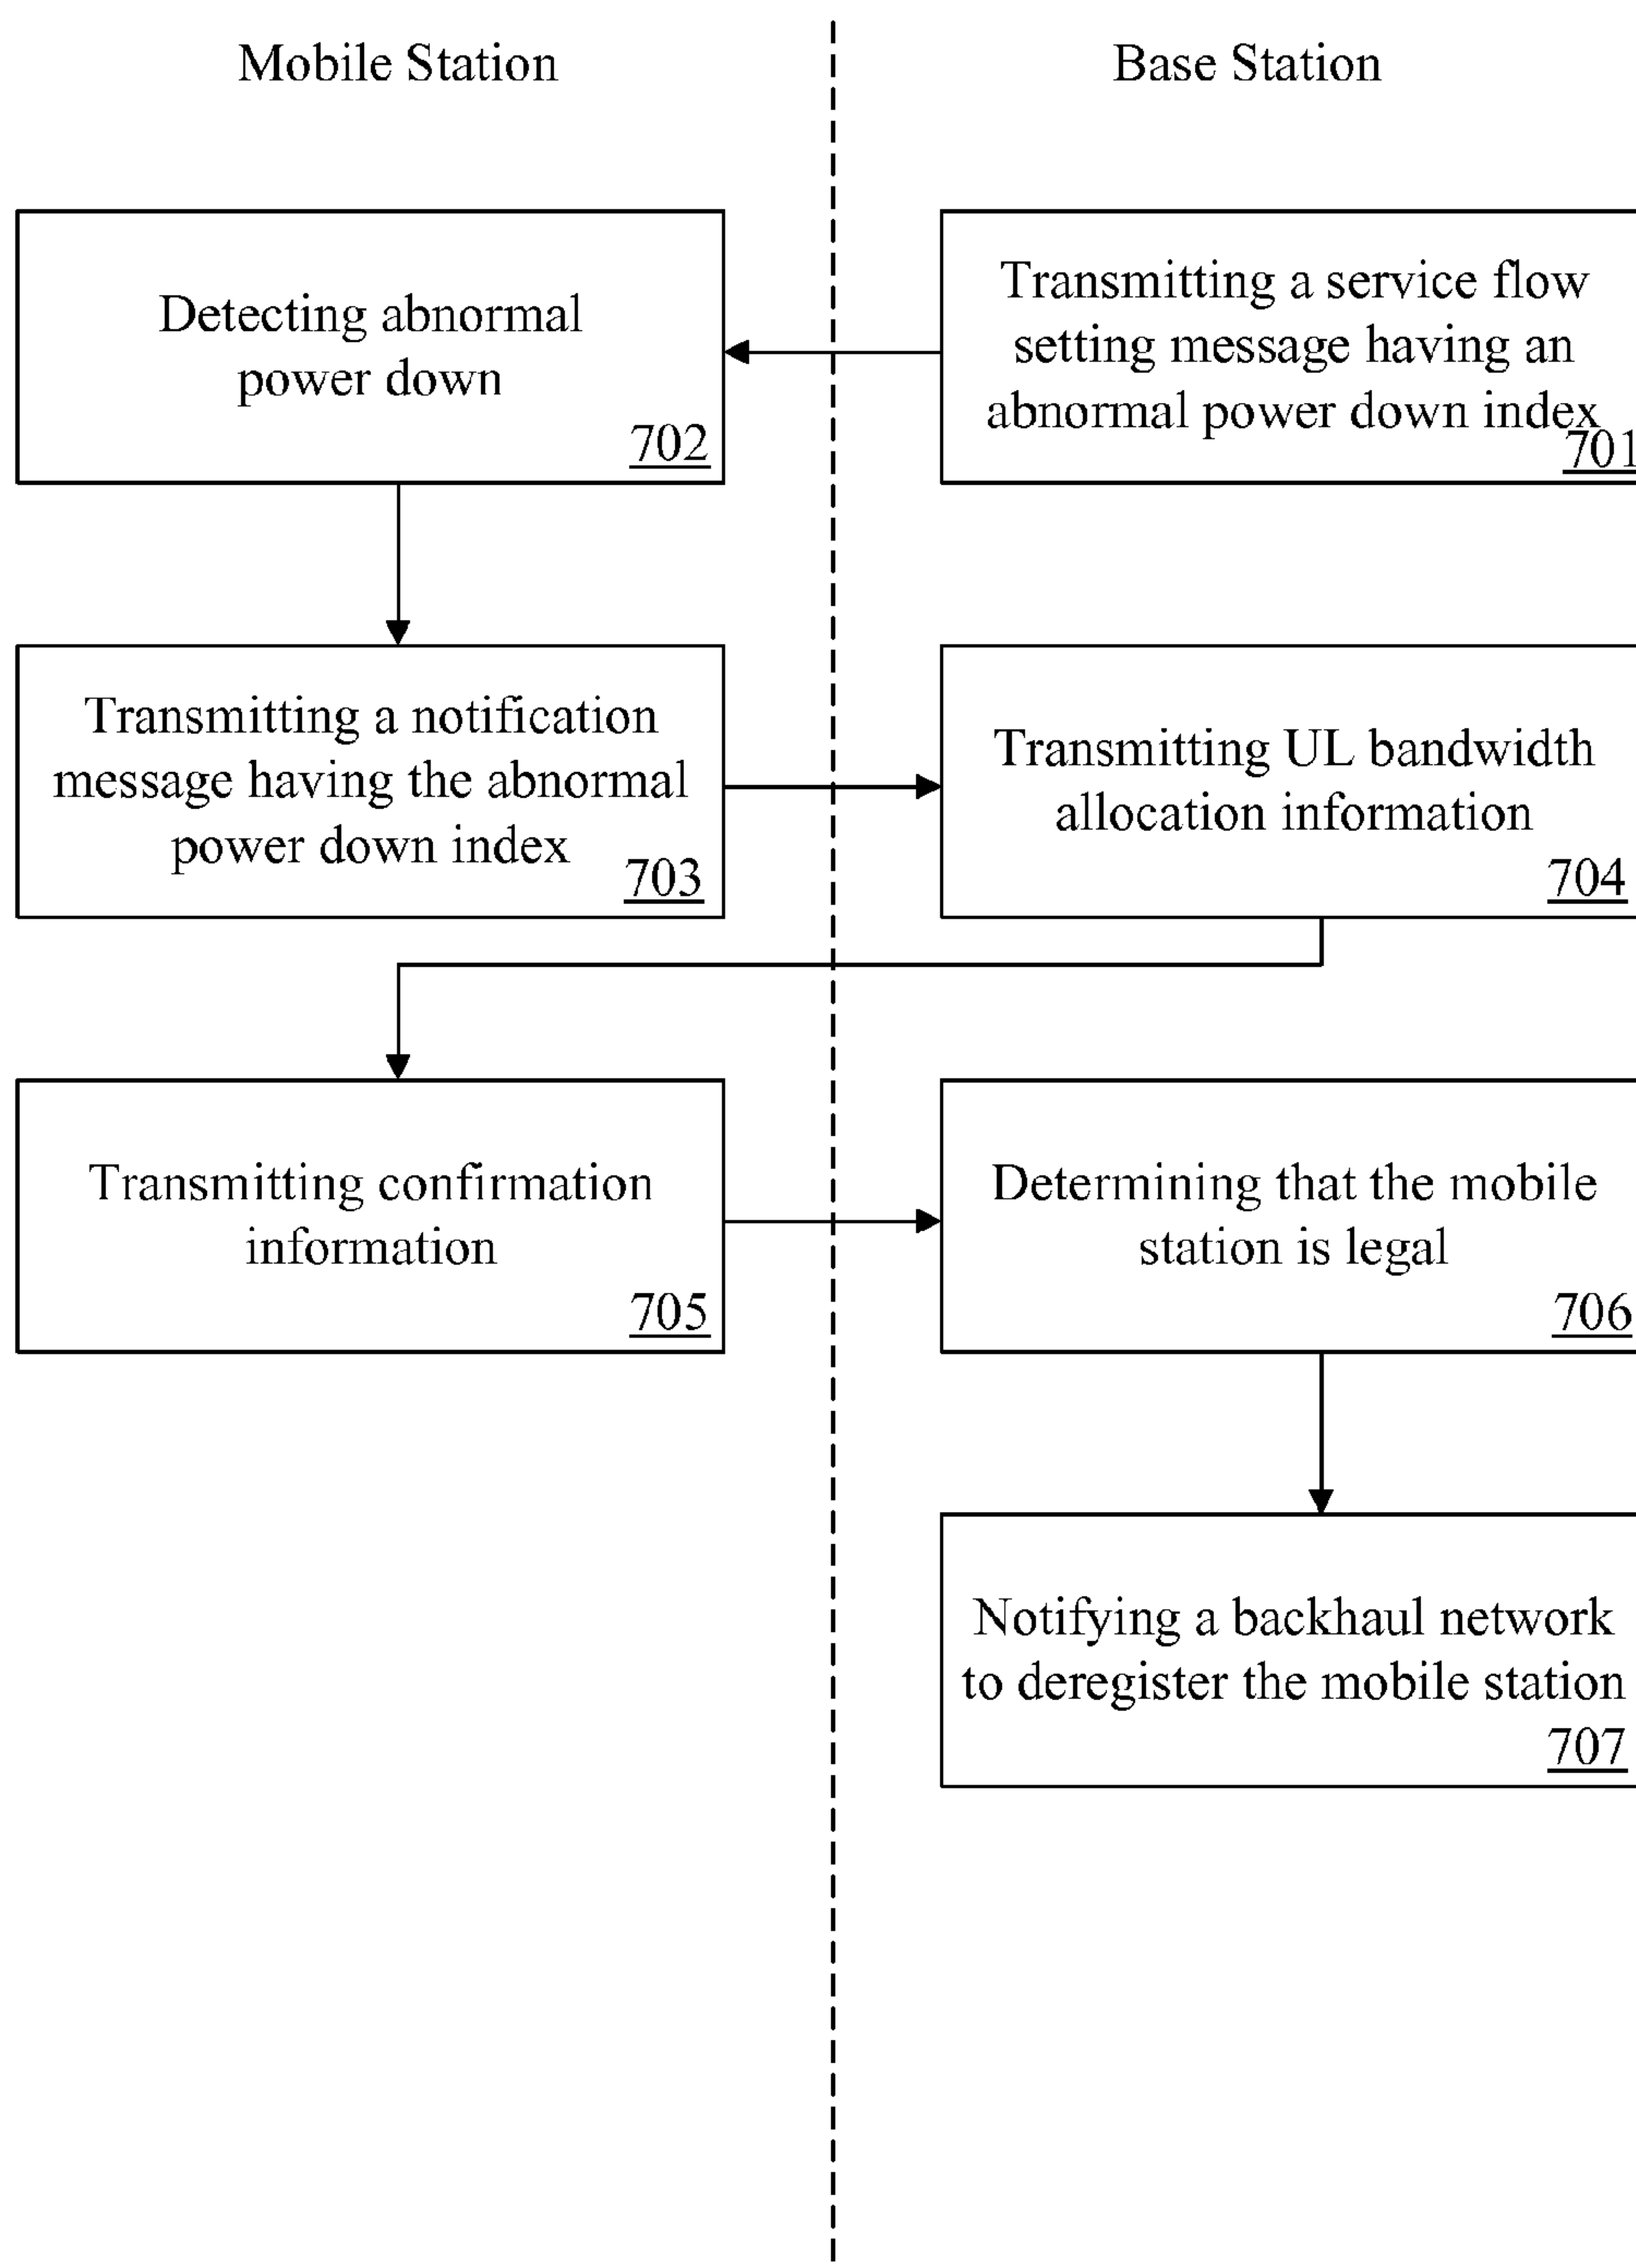 Mobile Station
Base Station
Detecting abnormal
power down
702
Transmitting a service flow
setting message having an
abnormal power down index
701
Transmitting a notification
message having the abnormal
power down index
703
Transmitting UL bandwidth
allocation information
704
Transmitting confirmation
information
705
Determining that the mobile
station is legal
706
Notifying a backhaul network
to deregister the mobile station
707